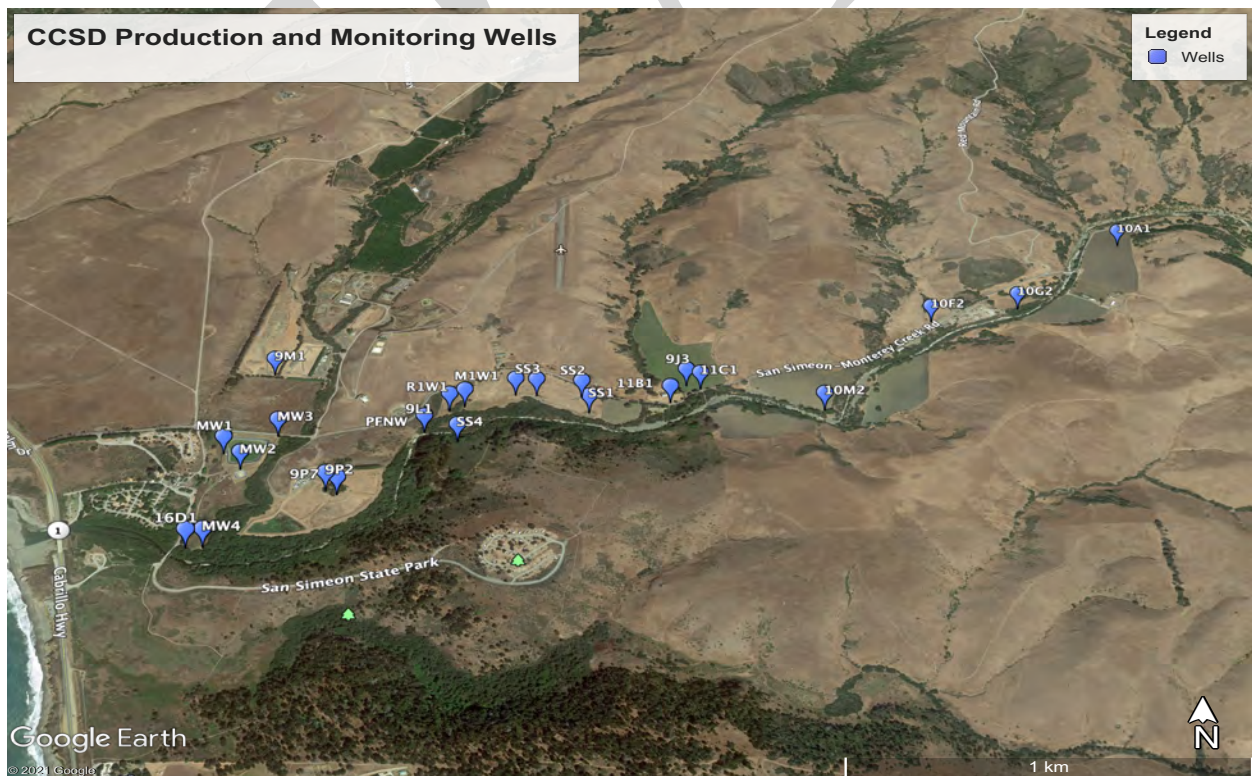 CCSD Production and Monitoring Wells
Legend
Wells
10A1
10G2
10F2
San Simeon-Monterey Creek Rd
9J3
11C1
11B1
10M2
SS3
SS2
SS1
M1W1
R1W1
9L1
PFNW
SS4
9M1
MW3
MW1
MW2
9P7
9P2
16D1
MW4
1
San Simeon State Park
Cabrillo Hwy
N
Google Earth
© 2021 Google
1 km